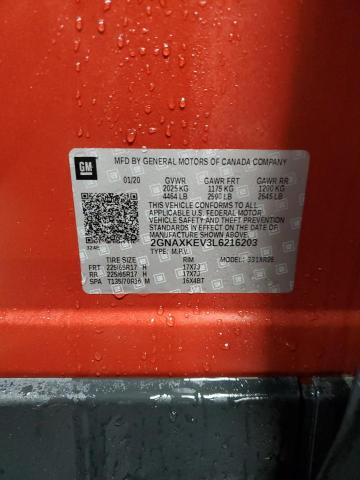 GM
MFD BY GENERAL MOTORS OF CANADA COMPANY
01/20 GVWR GAWR FRT GAWR RR
2025 KG 1175 KG 1200 KG
4464 LB 2590 LB 2645 LB
THIS VEHICLE CONFORMS TO ALL APPLICABLE U.S. FEDERAL MOTOR
VEHICLE SAFETY AND THEFT PREVENTION STANDARDS IN EFFECT ON
THE DATE OF MANUFACTURE SHOWN ABOVE.
2GNAXKEV3L6216203
TYPE: M.P.V. MODEL:
TIRE SIZE RIM
FRT 225/65R17 H 17X7J
RR 225/65R17 H 17X7J
SPA T135/70R16 M 16X4BT